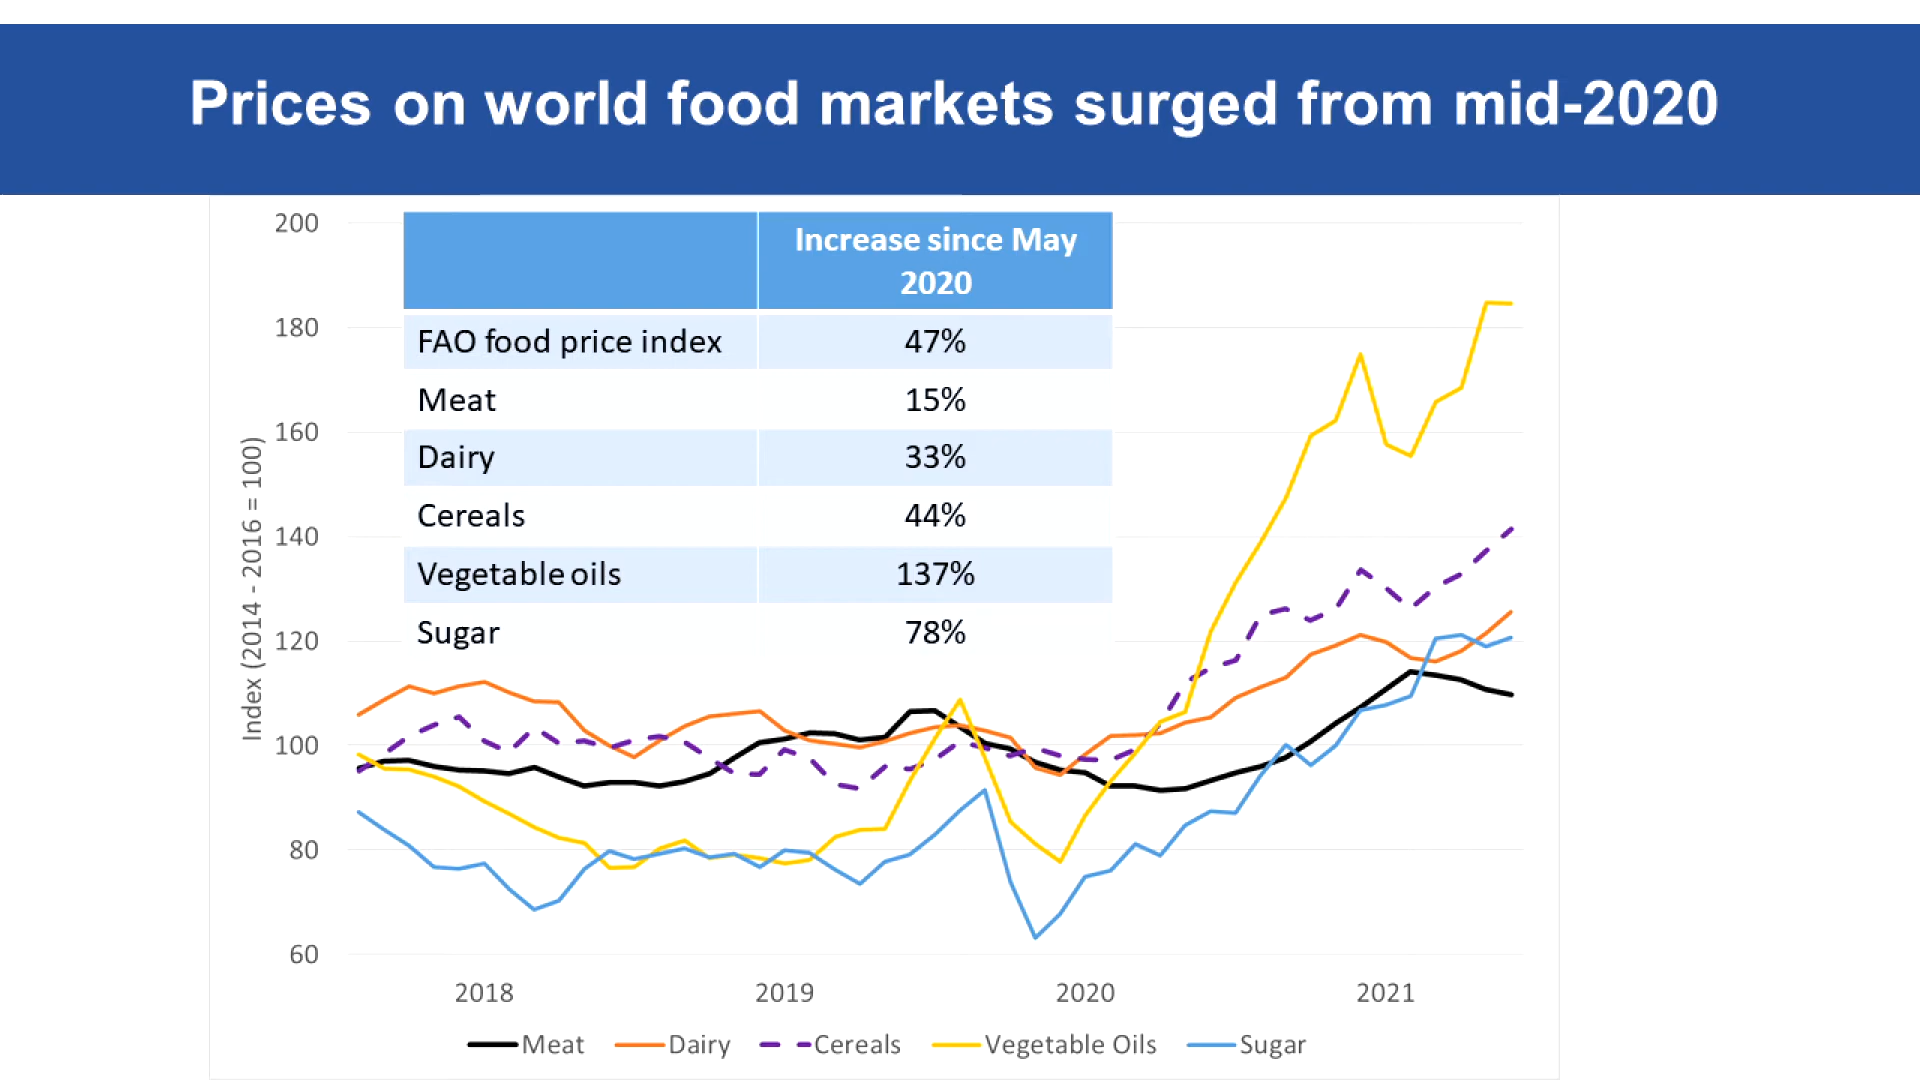 Prices on world food markets surged from mid-2020
Increase since May
2020
FAO food price index 47%
Meat 15%
Dairy 33%
Cereals 44%
Vegetable oils 137%
Sugar 78%
Index (2014 - 2016 = 100)
200
180
160
140
120
100
80
60
2018 2019 2020 2021
Meat Dairy Cereals Vegetable Oils Sugar